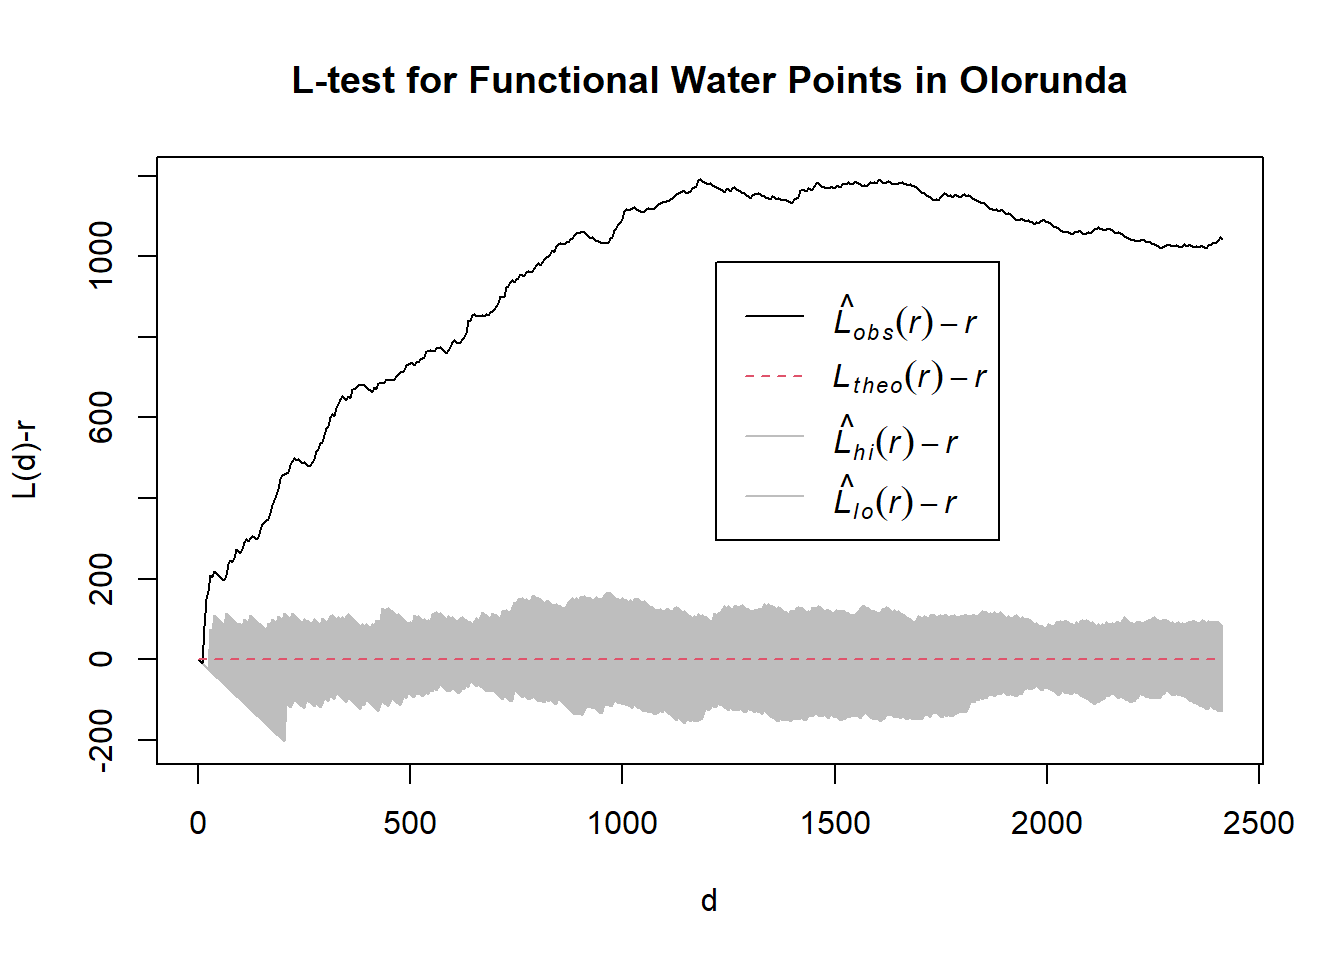 L-test for Functional Water Points in Olorunda
L(d)-r
1000
600
200
0
-200
L̂obs(r) – r
Ltheo(r) – r
L̂hi(r) – r
L̂lo(r) – r
0 500 1000 1500 2000 2500
d